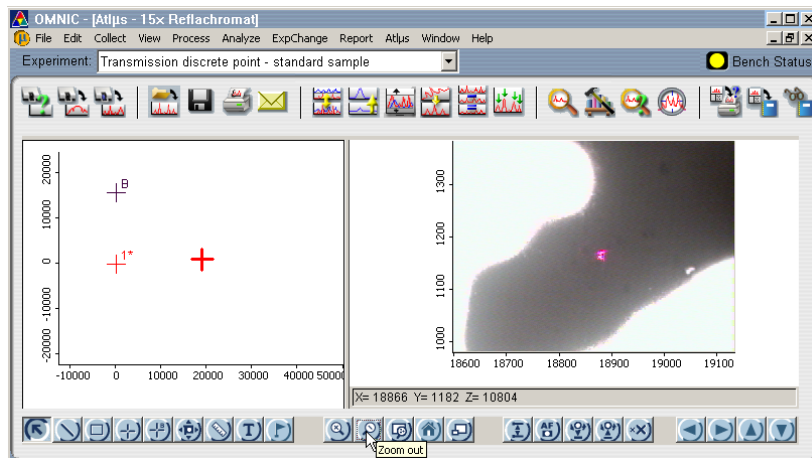 OMNIC - [Atlµs - 15x Reflachromat]
File Edit Collect View Process Analyze ExpChange Report Atlµs Window Help
Experiment: Transmission discrete point - standard sample
Bench Status
20000
10000
0
-10000
-20000
B
1*
-10000 0 10000 20000 30000 40000 50000
1300
1200
1100
1000
18600 18700 18800 18900 19000 19100
X= 18866 Y= 1182 Z= 10804
T
AF
Zoom out